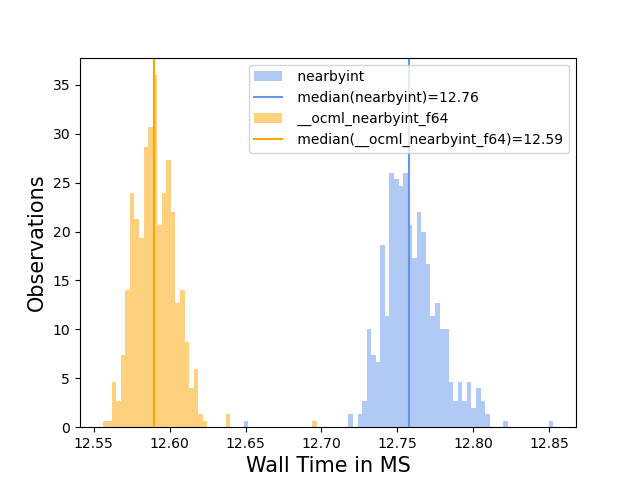 35
30
25
20
15
10
5
0
Observations
nearbyint
median(nearbyint)=12.76
__ocml_nearbyint_f64
median(__ocml_nearbyint_f64)=12.59
12.55 12.60 12.65 12.70 12.75 12.80 12.85
Wall Time in MS